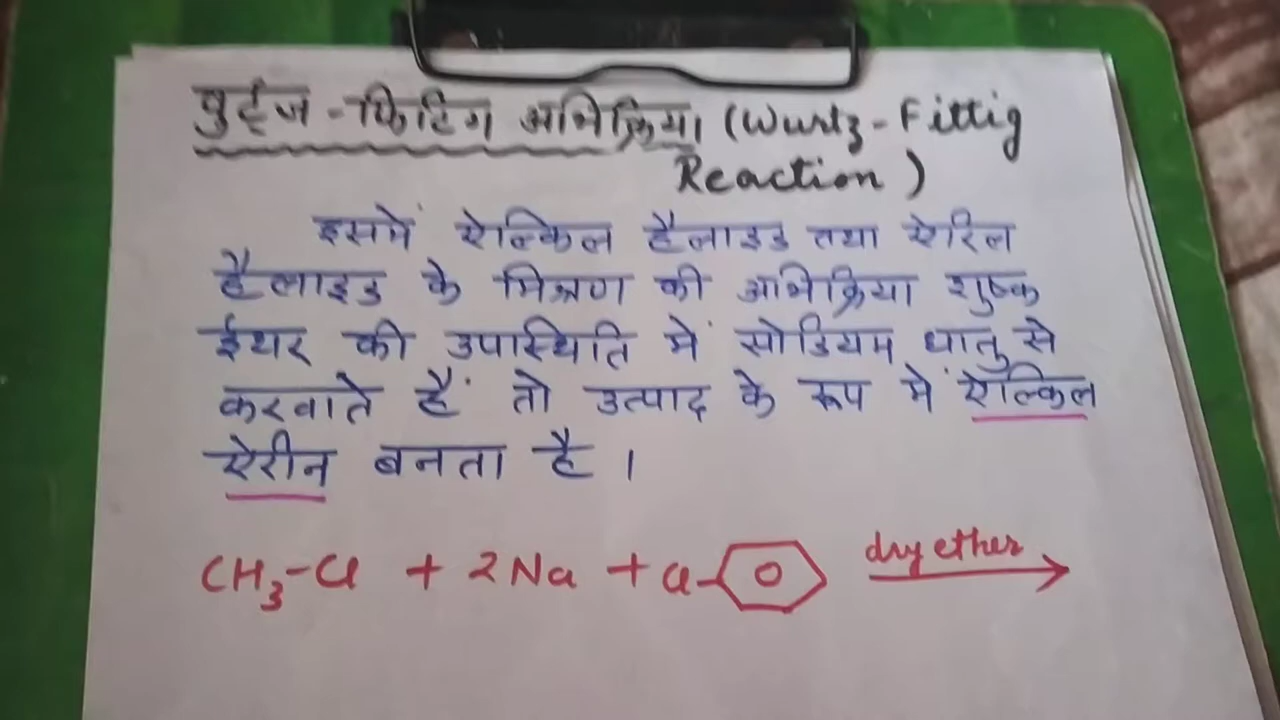 वुर्ट्ज - फिटिग अभिक्रिया (Wurtz - Fittig
Reaction)
इसमें ऐल्किल हैलाइड तथा ऐरिल
हैलाइड के मिश्रण की अभिक्रिया शुष्क
ईथर की उपस्थिति में सोडियम धातु से
करवाते हैं तो उत्पाद के रूप में ऐल्किल
ऐरीन बनता है ।
CH₃-Cl + 2Na + Cl- dry ether